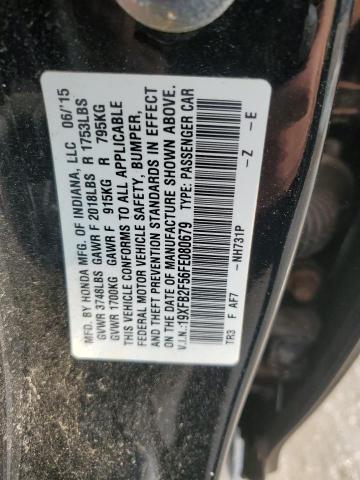 MFD. BY HONDA MFG. OF INDIANA, LLC 06/'15
GVWR 3748LBS GAWR F 2018LBS R 1753LBS
GVWR 1700KG GAWR F 915KG R 795KG
THIS VEHICLE CONFORMS TO ALL APPLICABLE
FEDERAL MOTOR VEHICLE SAFETY, BUMPER,
AND THEFT PREVENTION STANDARDS IN EFFECT
ON THE DATE OF MANUFACTURE SHOWN ABOVE.
V.I.N.:19XFB2F56FE080679 TYPE: PASSENGER CAR
-NH731P - Z - E
TR3 F AF7